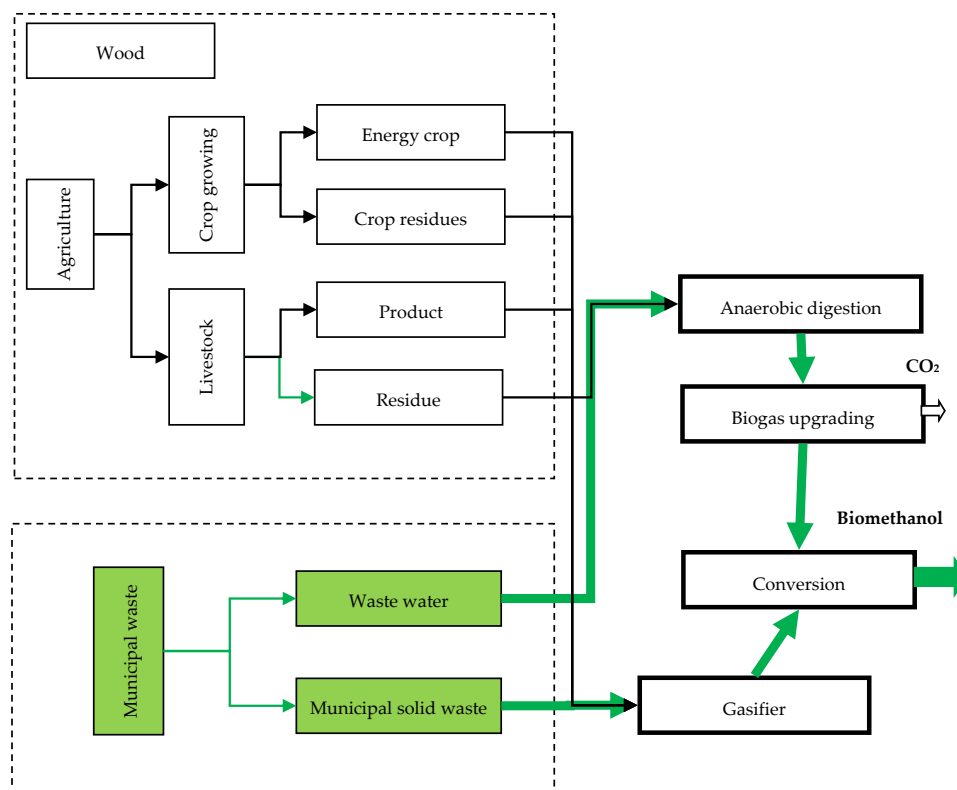 Wood
Agriculture
Crop growing
Livestock
Energy crop
Crop residues
Product
Residue
Anaerobic digestion
CO₂
Biogas upgrading
Biomethanol
Conversion
Gasifier
Municipal waste
Waste water
Municipal solid waste